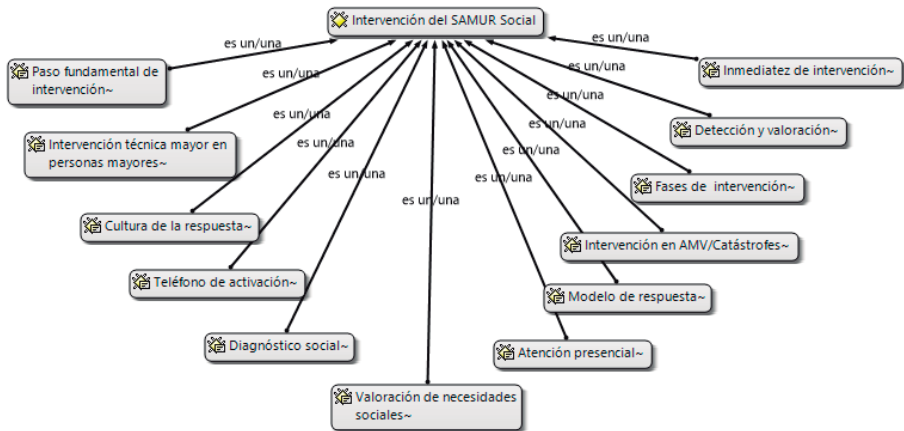 Intervención del SAMUR Social
es un/una
es un/una
Paso fundamental de
intervención~
Inmediatez de intervención~
es un/una
es un/una
es un/una
Detección y valoración~
Intervención técnica mayor en
personas mayores~
es un/una
es un/una
es un/una
es un/una
Fases de  intervención~
es un/una
es un/una
es un/una
Cultura de la respuesta~
Intervención en AMV/Catástrofes~
Teléfono de activación~
Modelo de respuesta~
Diagnóstico social~
Atención presencial~
Valoración de necesidades
sociales~